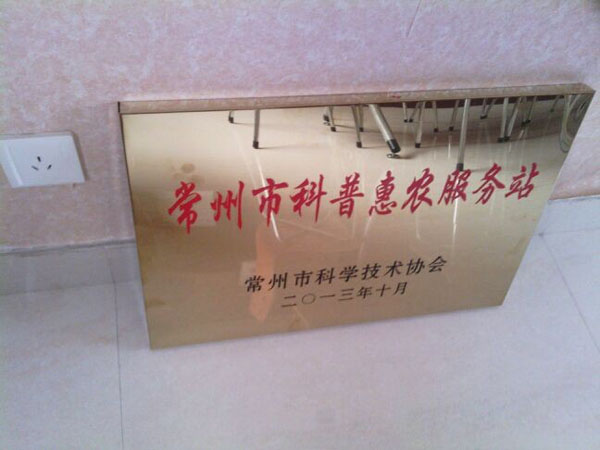 常州市科普惠农服务站
常州市科学技术协会
二〇一三年十月